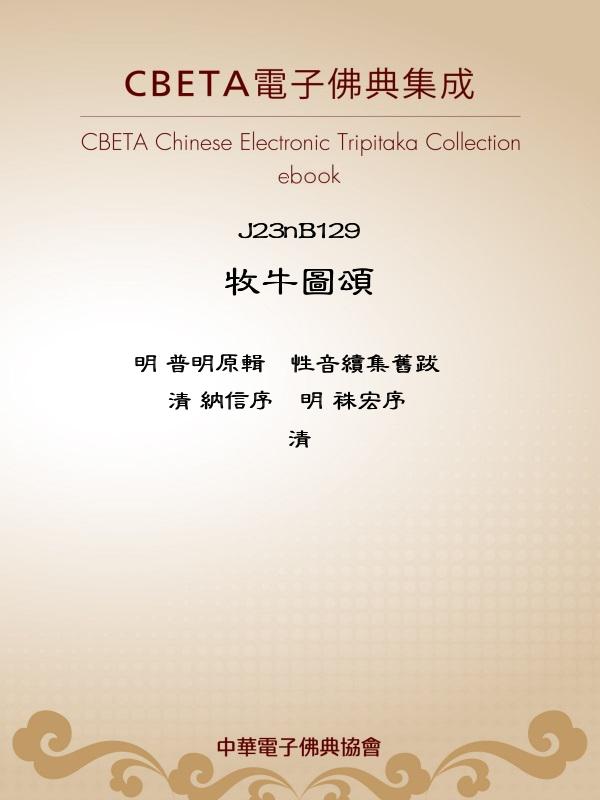 CBETA電子佛典集成
CBETA Chinese Electronic Tripitaka Collection
ebook
J23nB129
牧牛圖頌
明 普明原輯　性音續集舊跋
清 納信序　明 袾宏序
清
中華電子佛典協會